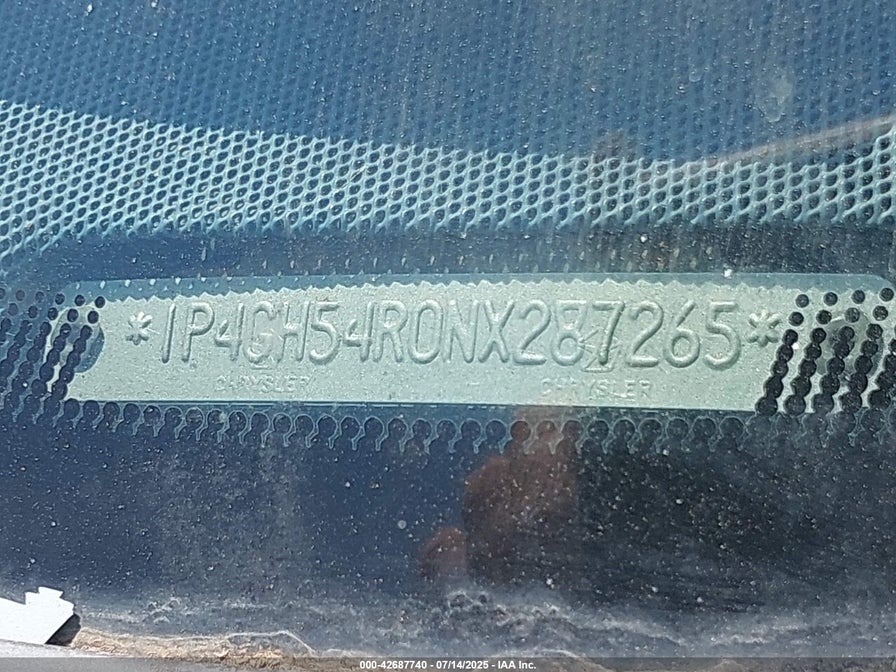 *1P4GH54R0NX287265*
CHRYSLER CHRYSLER
000-42687740 - 07/14/2025 - IAA Inc.